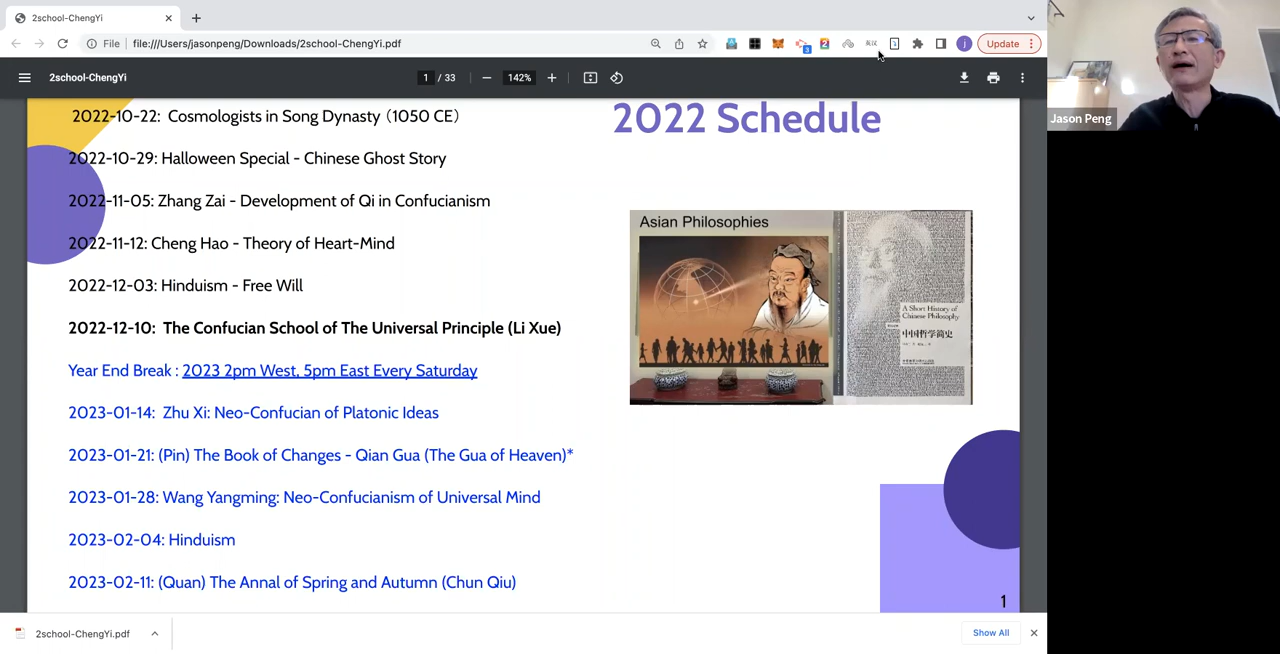 2school-ChengYi
File
file:///Users/jasonpeng/Downloads/2school-ChengYi.pdf
Update
2school-ChengYi
1 / 33
142%
2022-10-22: Cosmologists in Song Dynasty (1050 CE)
2022-10-29: Halloween Special - Chinese Ghost Story
2022-11-05: Zhang Zai - Development of Qi in Confucianism
2022-11-12: Cheng Hao - Theory of Heart-Mind
2022-12-03: Hinduism - Free Will
2022-12-10: The Confucian School of The Universal Principle (Li Xue)
Year End Break : 2023 2pm West, 5pm East Every Saturday
2023-01-14: Zhu Xi: Neo-Confucian of Platonic Ideas
2023-01-21: (Pin) The Book of Changes - Qian Gua (The Gua of Heaven)*
2023-01-28: Wang Yangming: Neo-Confucianism of Universal Mind
2023-02-04: Hinduism
2023-02-11: (Quan) The Annal of Spring and Autumn (Chun Qiu)
2022 Schedule
Asian Philosophies
A Short History of
Chinese Philosophy
中国哲学简史
1
Jason Peng
2school-ChengYi.pdf
Show All